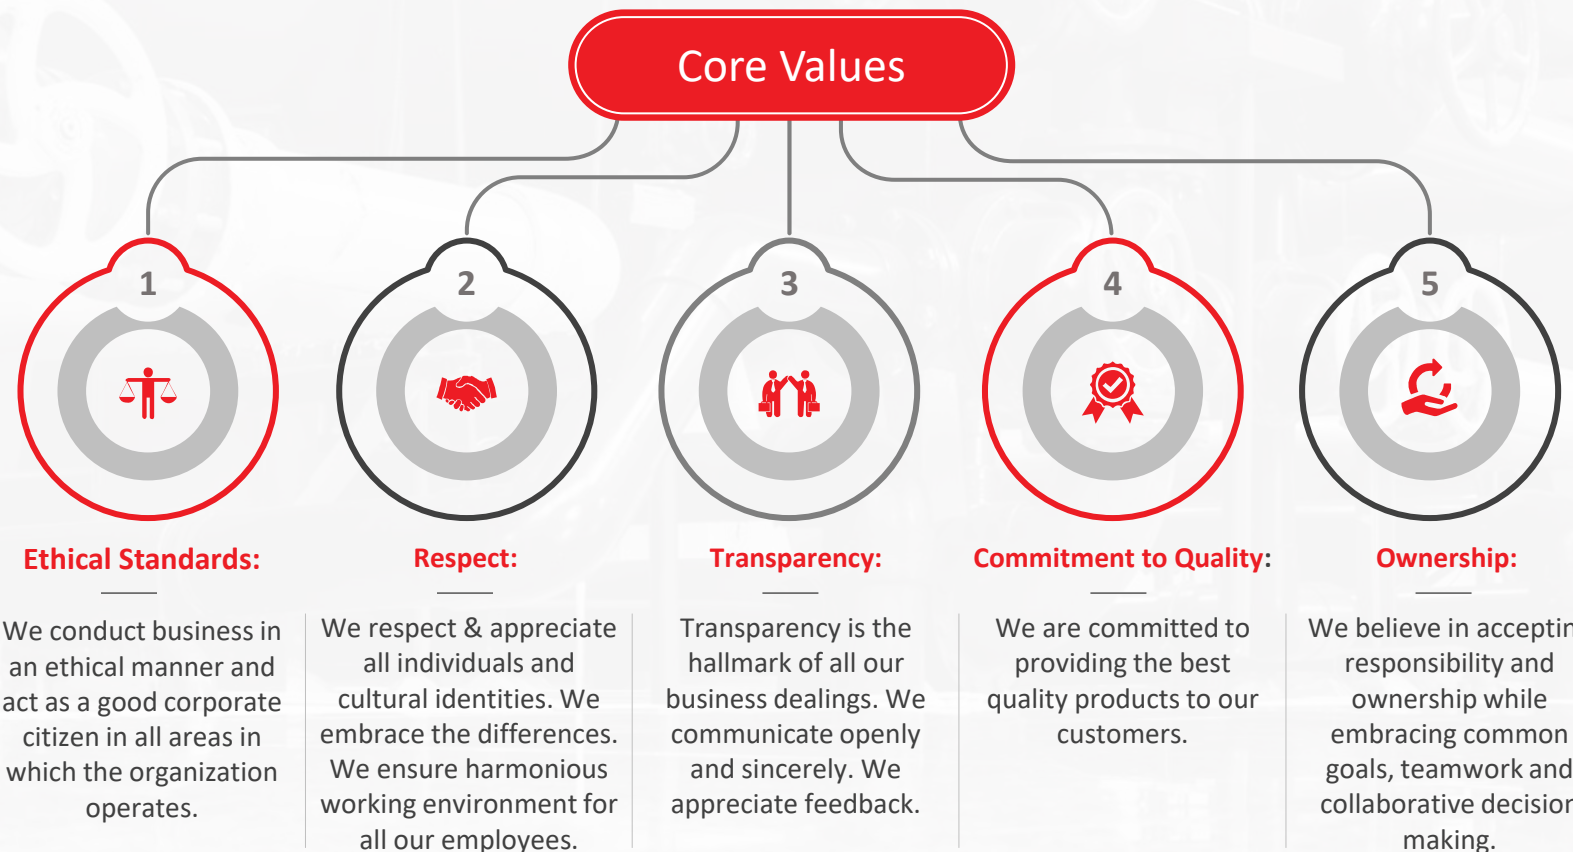 Core Values
1
2
3
4
5
Ethical Standards:
We conduct business in
an ethical manner and
act as a good corporate
citizen in all areas in
which the organization
operates.
Respect:
We respect & appreciate
all individuals and
cultural identities. We
embrace the differences.
We ensure harmonious
working environment for
all our employees.
Transparency:
Transparency is the
hallmark of all our
business dealings. We
communicate openly
and sincerely. We
appreciate feedback.
Commitment to Quality:
We are committed to
providing the best
quality products to our
customers.
Ownership:
We believe in acceptin
responsibility and
ownership while
embracing common
goals, teamwork and
collaborative decision
making.